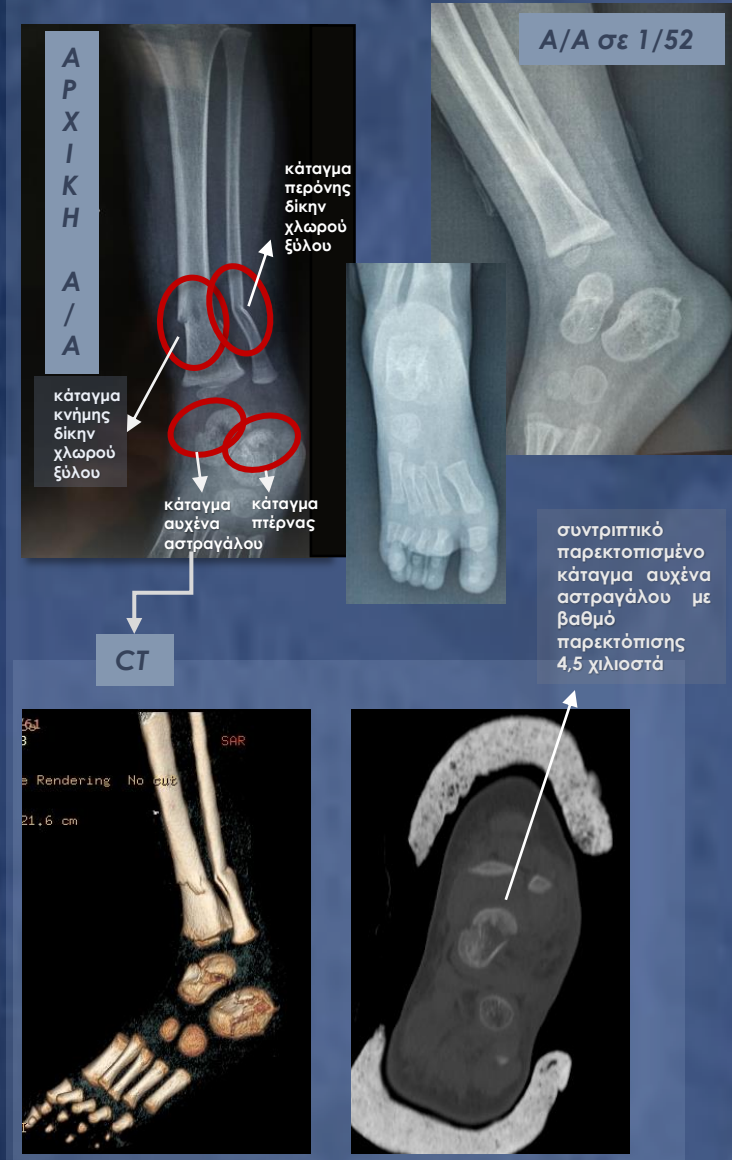 ΑΡΧΙΚΗ Α/Α
Α/Α σε 1/52
κάταγμα
περόνης
δίκην
χλωρού
ξύλου
κάταγμα
κνήμης
δίκην
χλωρού
ξύλου
κάταγμα
αυχένα
αστραγάλου
κάταγμα
πτέρνας
συντριπτικό
παρεκτοπισμένο
κάταγμα αυχένα
αστραγάλου με
βαθμό
παρεκτόπισης
4,5 χιλιοστά
CT
SAR
Rendering No cut
21.6 cm